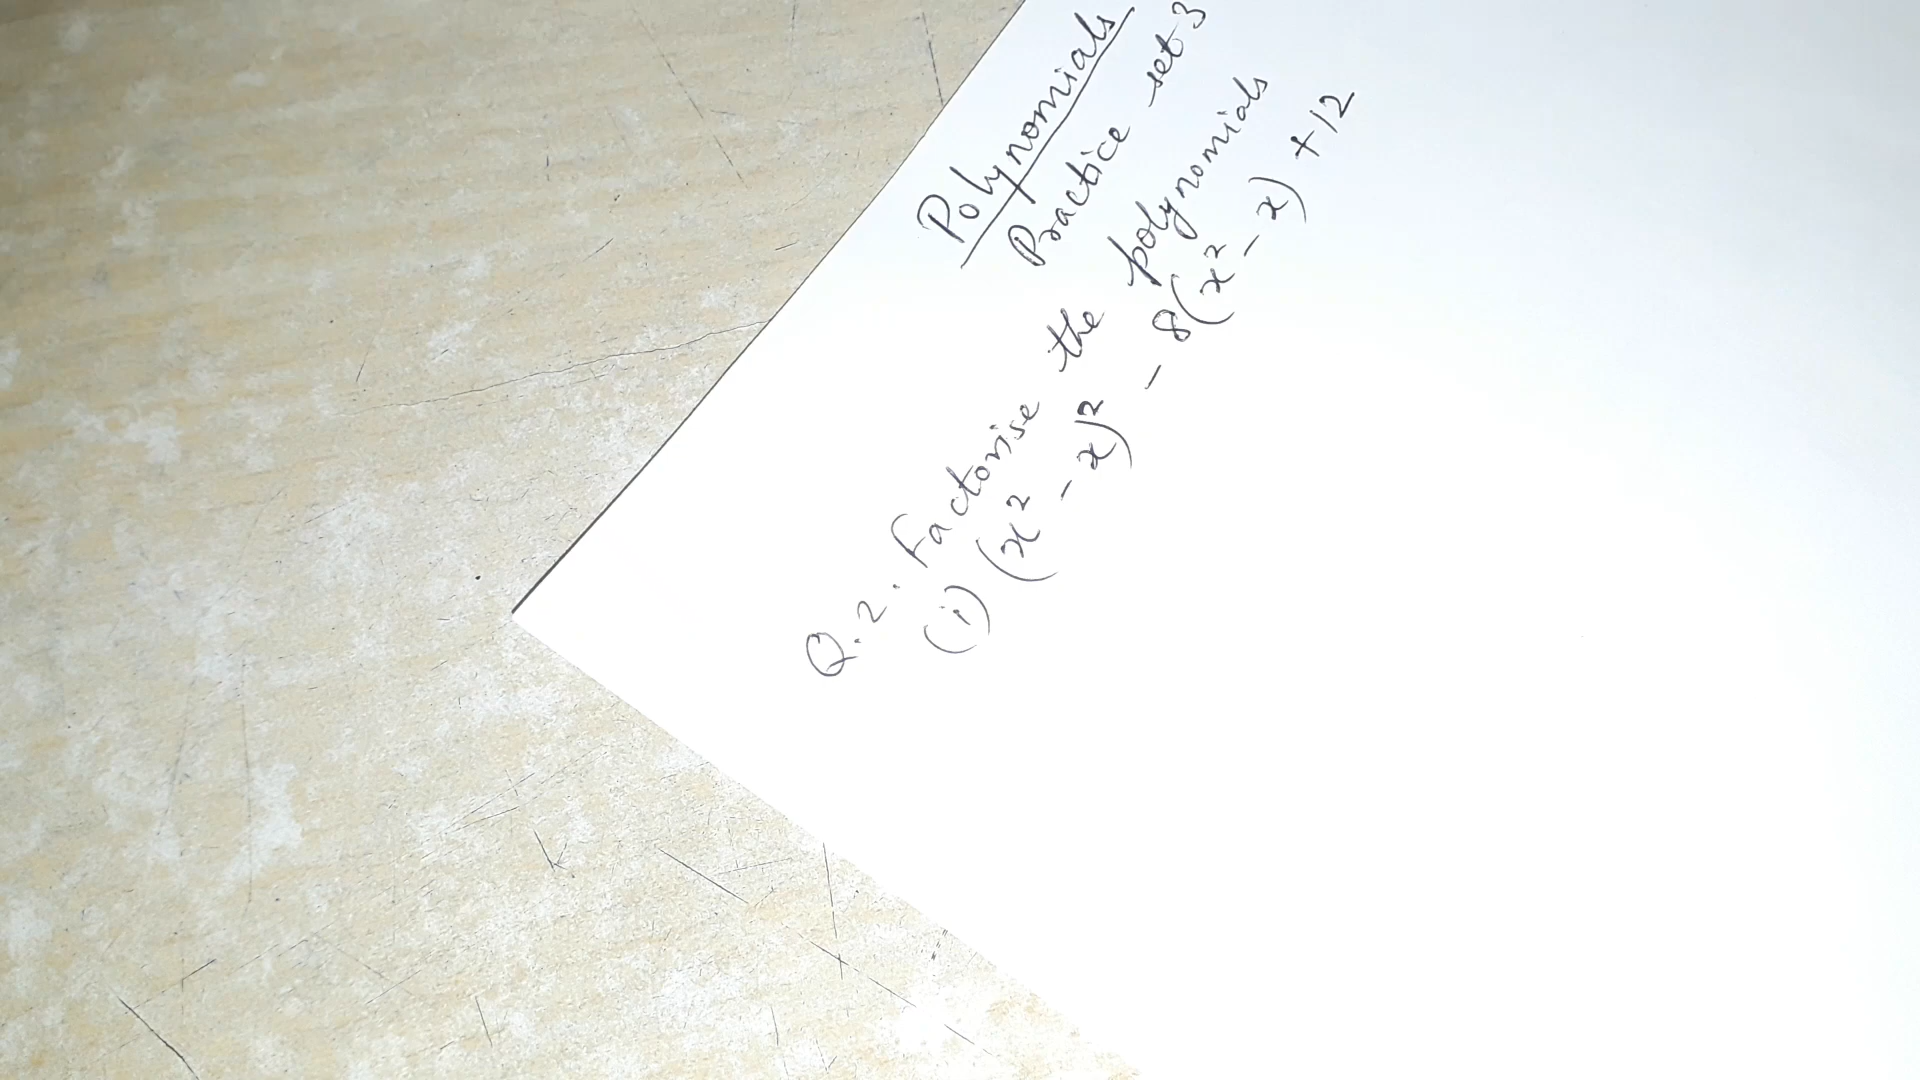 Polynomials
Practice set 3
Q.2. Factorise the polynomials
(i) (x² - x)² - 8(x² - x) + 12